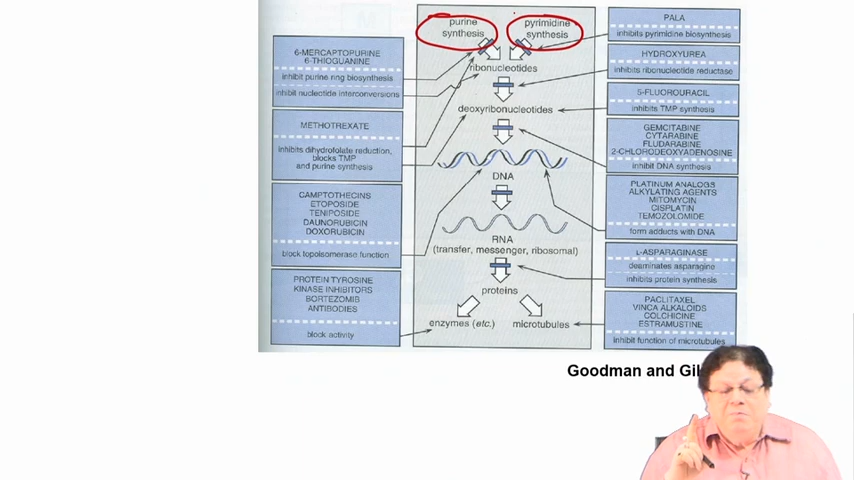 purine
synthesis
pyrimidine
synthesis
ribonucleotides
deoxyribonucleotides
DNA
RNA
(transfer, messenger, ribosomal)
proteins
enzymes (etc.)
microtubules
6-MERCAPTOPURINE
6-THIOGUANINE
inhibit purine ring biosynthesis
inhibit nucleotide interconversions
METHOTREXATE
inhibits dihydrofolate reduction,
blocks TMP
and purine synthesis
CAMPTOTHECINS
ETOPOSIDE
TENIPOSIDE
DAUNORUBICIN
DOXORUBICIN
block topoisomerase function
PROTEIN TYROSINE
KINASE INHIBITORS
BORTEZOMIB
ANTIBODIES
block activity
PALA
inhibits pyrimidine biosynthesis
HYDROXYUREA
inhibits ribonucleotide reductase
5-FLUOROURACIL
inhibits TMP synthesis
GEMCITABINE
CYTARABINE
FLUDARABINE
2-CHLORODEOXYADENOSINE
inhibit DNA synthesis
PLATINUM ANALOGS
ALKYLATING AGENTS
MITOMYCIN
CISPLATIN
TEMOZOLOMIDE
form adducts with DNA
L-ASPARAGINASE
deaminates asparagine
inhibits protein synthesis
PACLITAXEL
VINCA ALKALOIDS
COLCHICINE
ESTRAMUSTINE
inhibit function of microtubules
Goodman and Gil